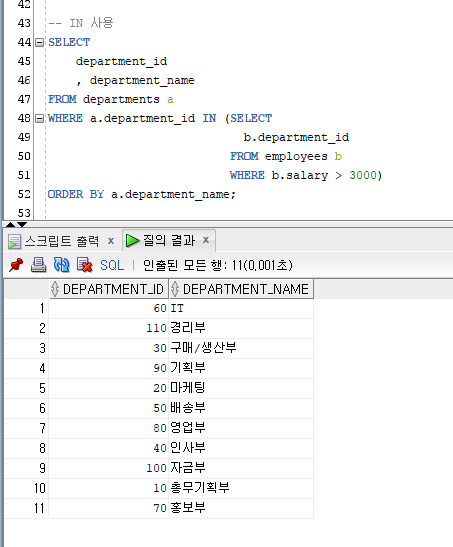 42
43 -- IN 사용
44 SELECT
45 department_id
46 , department_name
47 FROM departments a
48 WHERE a.department_id IN (SELECT
49 b.department_id
50 FROM employees b
51 WHERE b.salary > 3000)
52 ORDER BY a.department_name;
53
스크립트 출력 x 질의 결과 x
SQL | 인출된 모든 행: 11(0,001초)
DEPARTMENT_ID DEPARTMENT_NAME
1 60 IT
2 110 경리부
3 30 구매/생산부
4 90 기획부
5 20 마케팅
6 50 배송부
7 80 영업부
8 40 인사부
9 100 자금부
10 10 총무기획부
11 70 홍보부